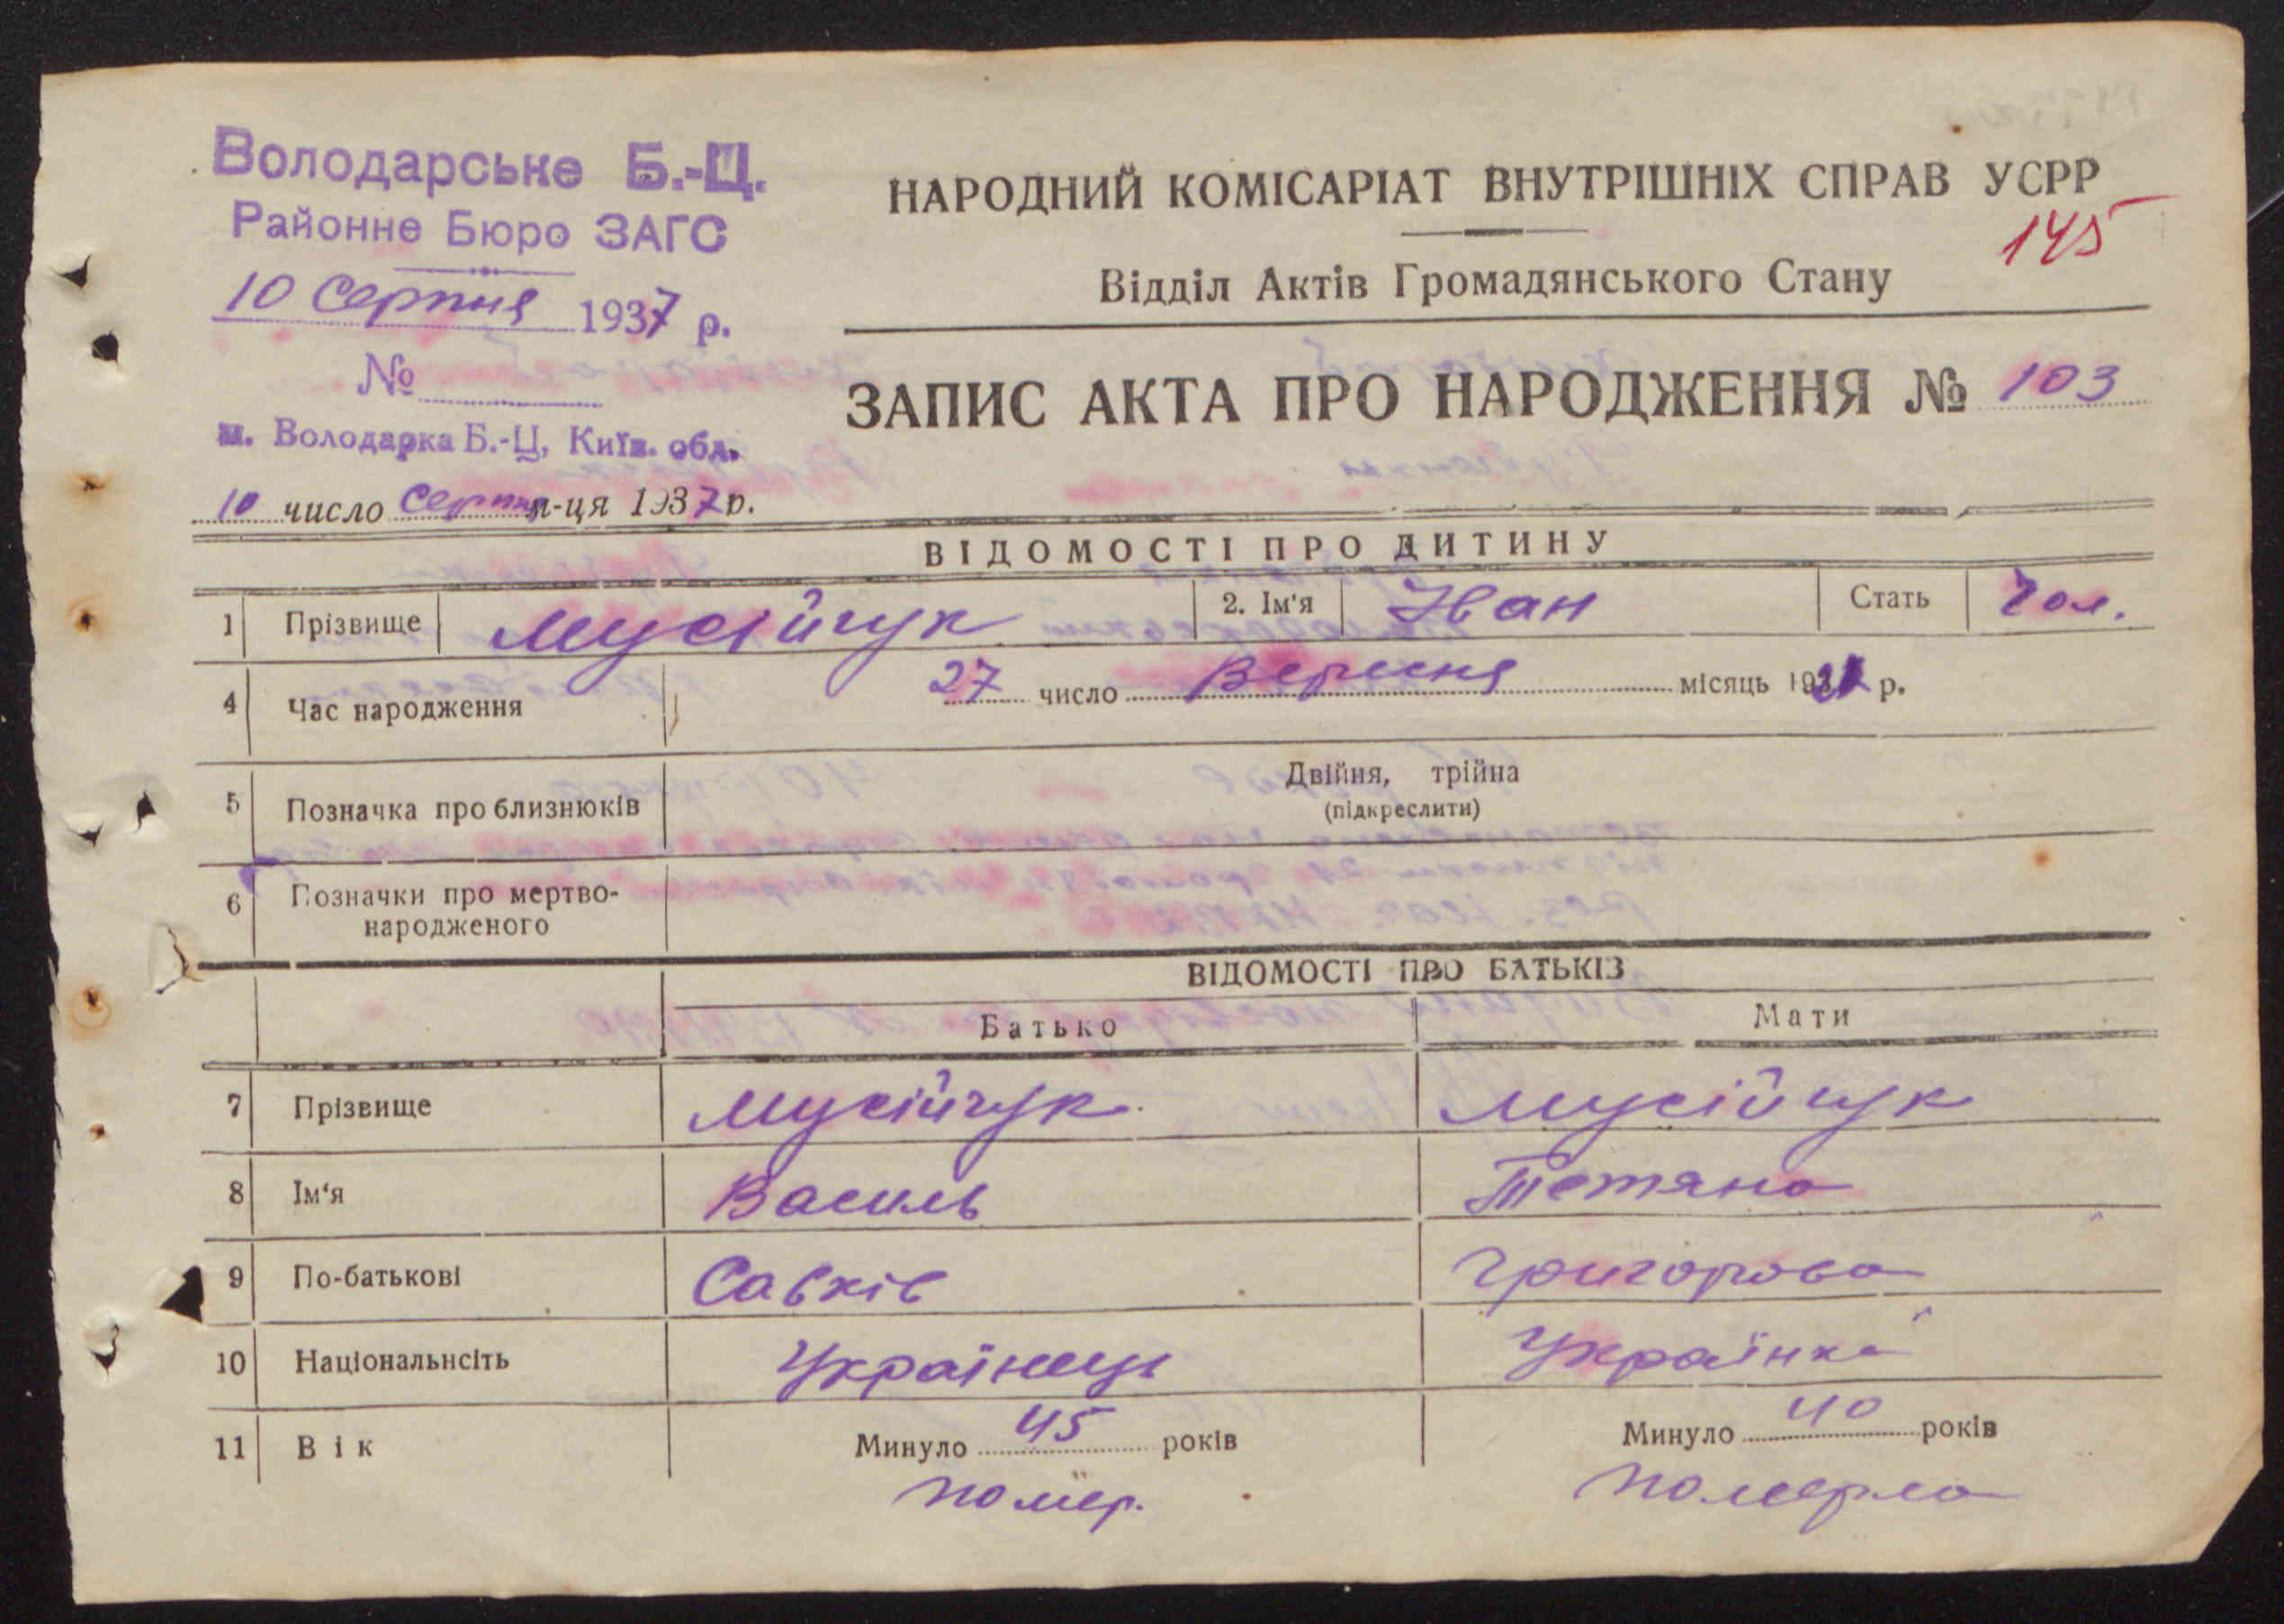 Володарське Б.-Ц.
Районне Бюро ЗАГС
10 Серпня 1937 р.
№
м. Володарка Б.-Ц, Київ. обл.
10 число Серпня м-ця 1937 р.
НАРОДНИЙ КОМІСАРІАТ ВНУТРІШНІХ СПРАВ УСРР
145
Відділ Актів Громадянського Стану
ЗАПИС АКТА ПРО НАРОДЖЕННЯ № 103
ВІДОМОСТІ ПРО ДИТИНУ
1 Прізвище Мусійчук 2. Ім'я Іван Стать Чол.
4 Час народження 27 число Вересня місяць р.
5 Позначка про близнюків Двійня, трійна
(підкреслити)
6 Позначки про мертво-
народженого
ВІДОМОСТІ ПРО БАТЬКІВ
Батько Мати
7 Прізвище Мусійчук Мусійчук
8 Ім'я Василь Тетяна
9 По-батькові Савків Григорова
10 Національнсіть Українець Українка
11 Вік Минуло 45 років Минуло 40 років
помер. померла